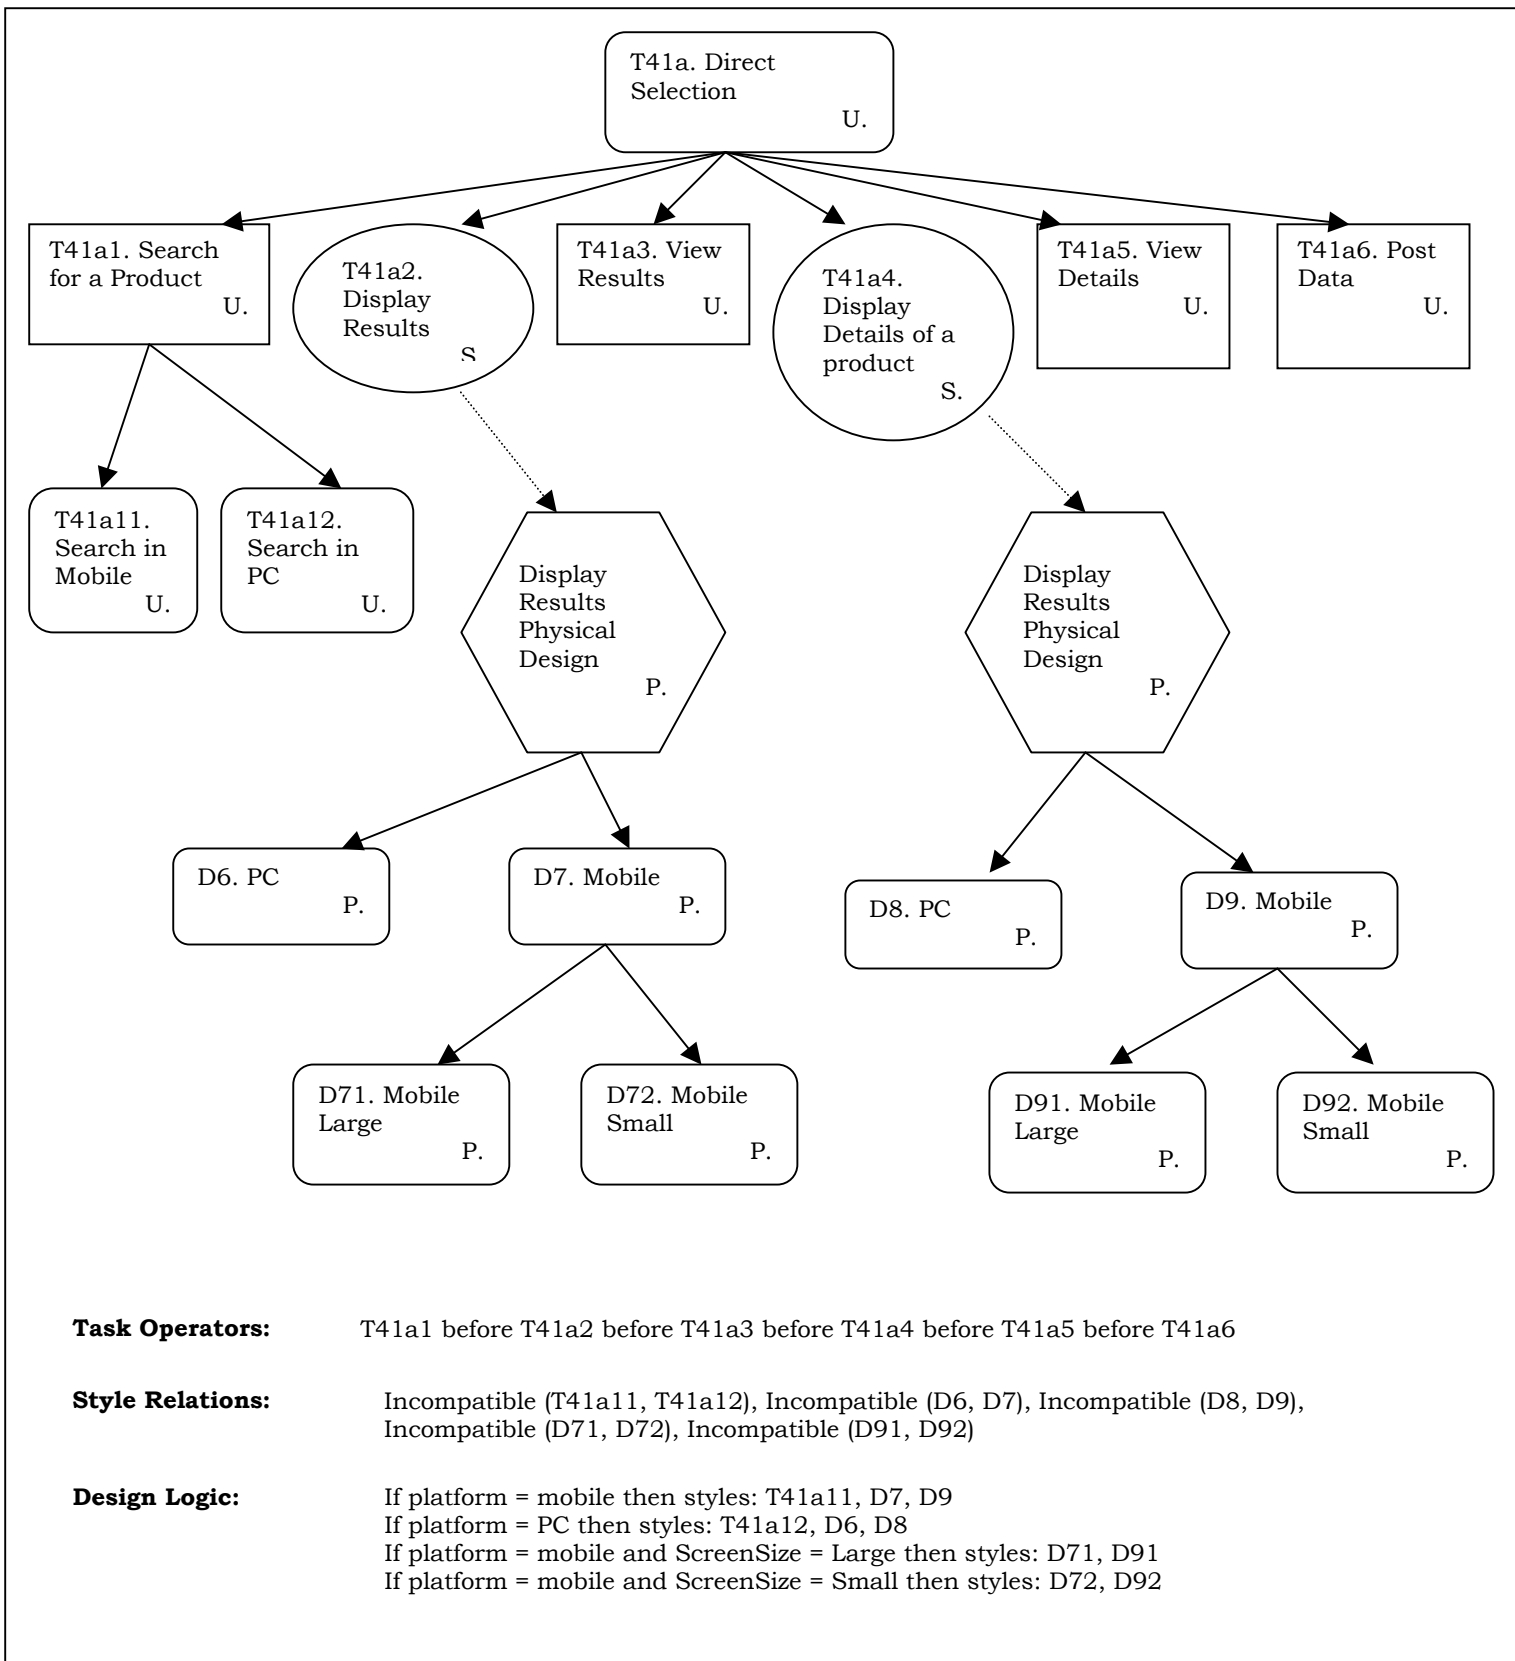 T41a. Direct
Selection
U.
T41a1. Search
for a Product
U.
T41a2.
Display
Results
S
T41a3. View
Results
U.
T41a4.
Display
Details of a
product
S.
T41a5. View
Details
U.
T41a6. Post
Data
U.
T41a11.
Search in
Mobile
U.
T41a12.
Search in
PC
U.
Display
Results
Physical
Design
P.
Display
Results
Physical
Design
P.
D6. PC
P.
D7. Mobile
P.
D8. PC
P.
D9. Mobile
P.
D71. Mobile
Large
P.
D72. Mobile
Small
P.
D91. Mobile
Large
P.
D92. Mobile
Small
P.
Task Operators: T41a1 before T41a2 before T41a3 before T41a4 before T41a5 before T41a6
Style Relations: Incompatible (T41a11, T41a12), Incompatible (D6, D7), Incompatible (D8, D9),
Incompatible (D71, D72), Incompatible (D91, D92)
Design Logic: If platform = mobile then styles: T41a11, D7, D9
If platform = PC then styles: T41a12, D6, D8
If platform = mobile and ScreenSize = Large then styles: D71, D91
If platform = mobile and ScreenSize = Small then styles: D72, D92